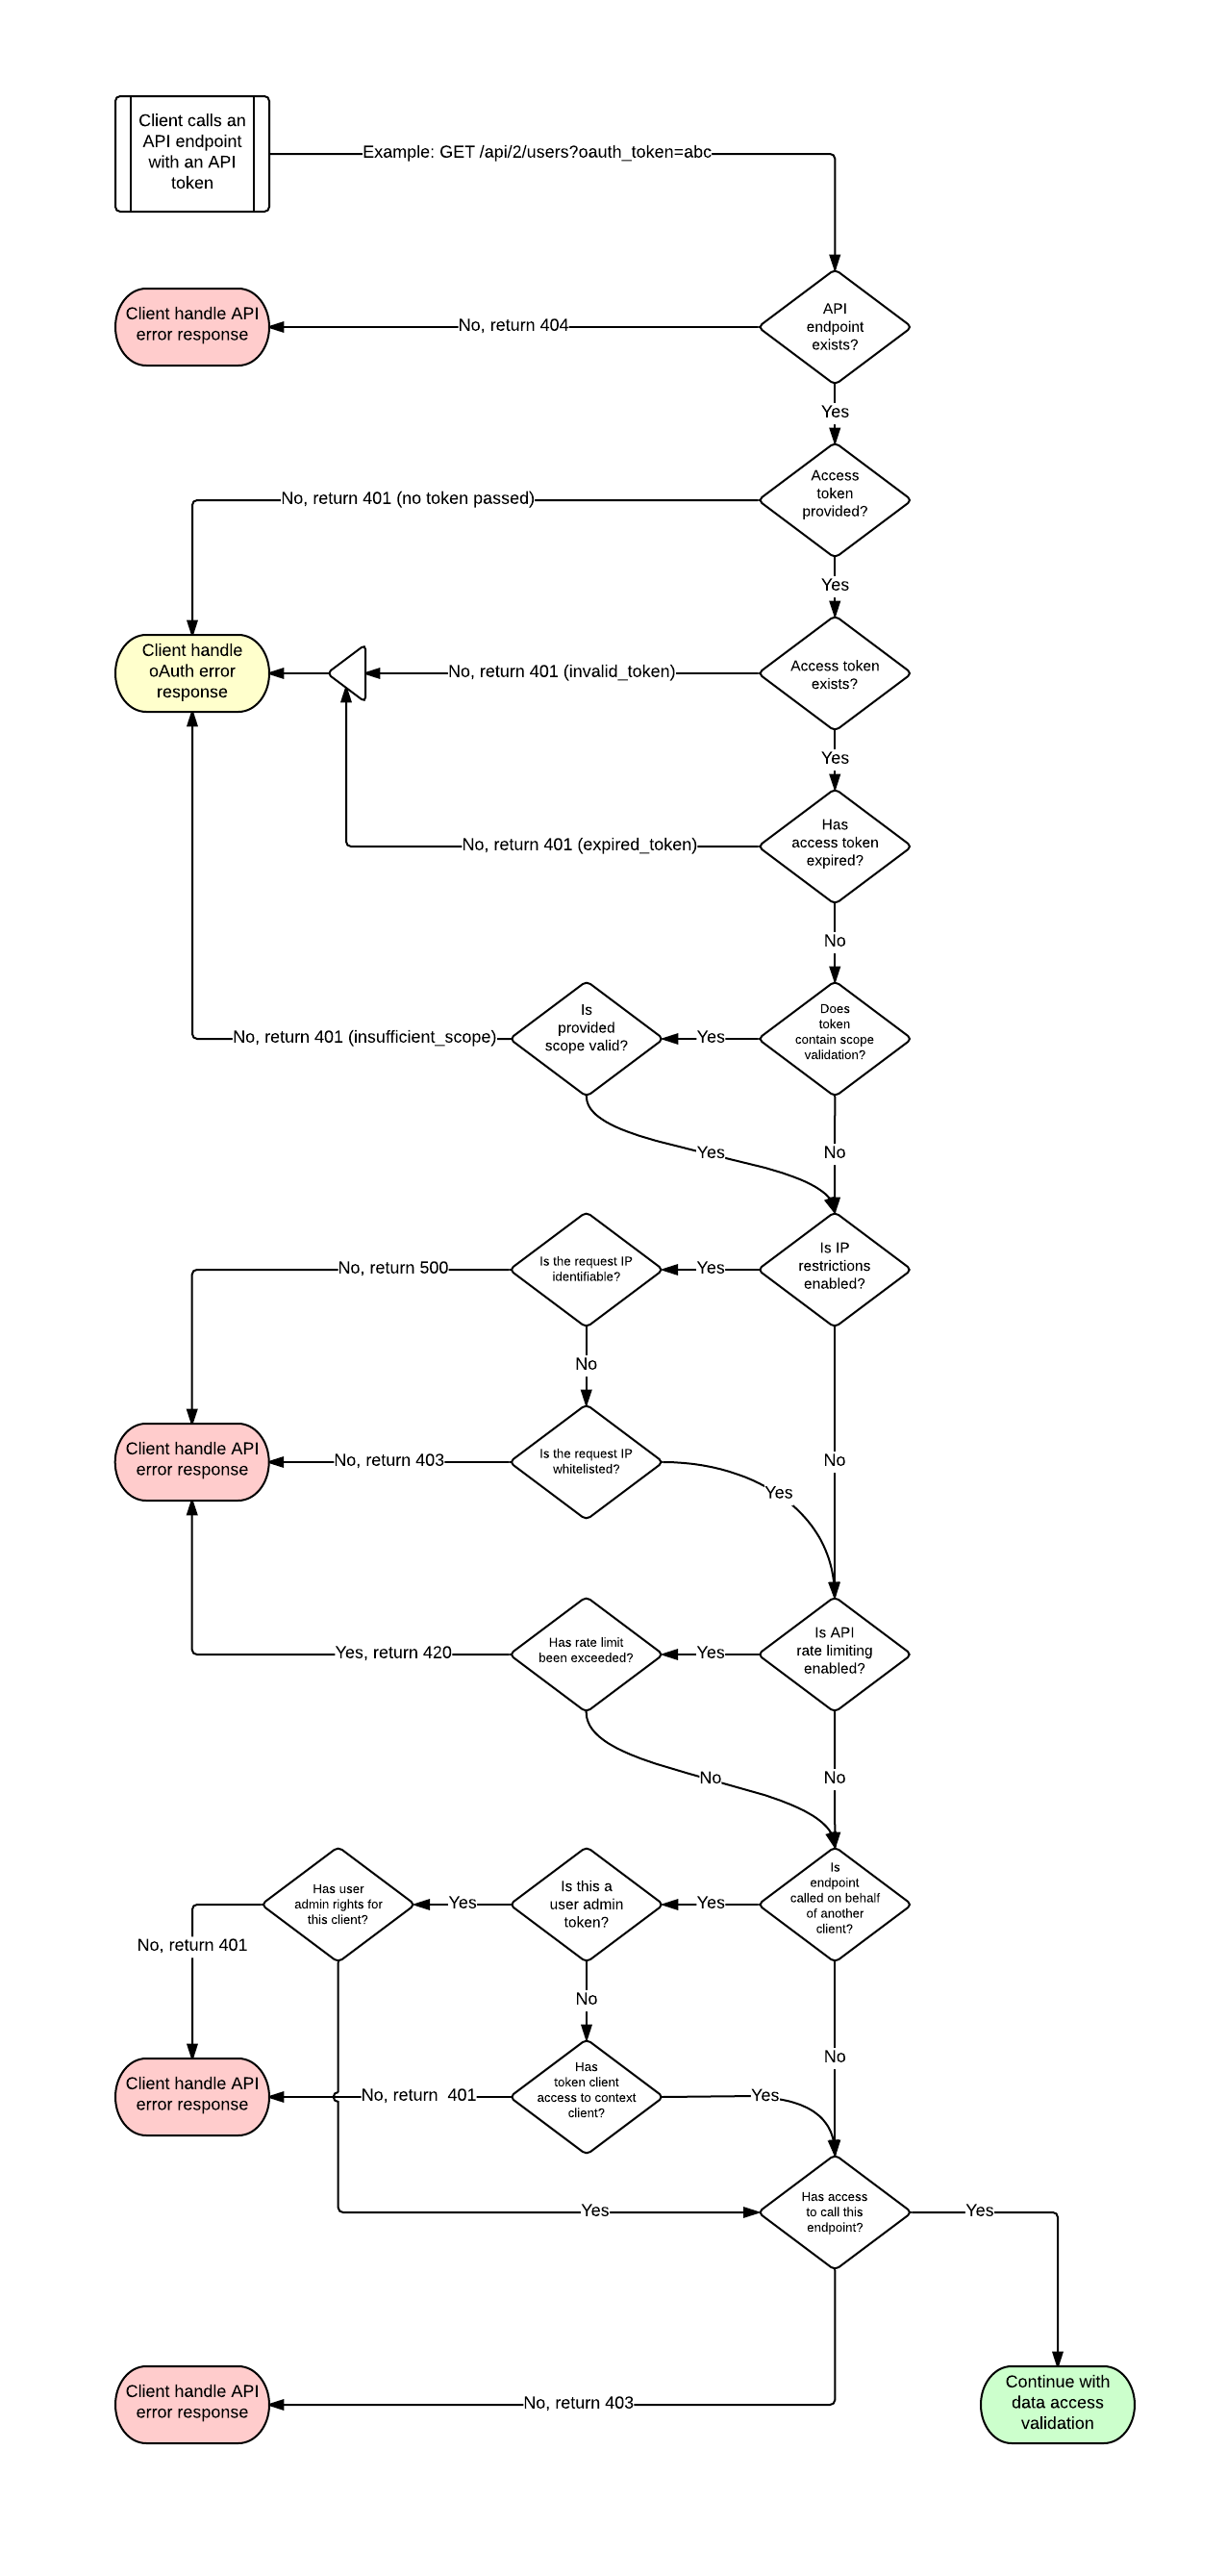 Client calls an
API endpoint
with an API
token
Example: GET /api/2/users?oauth_token=abc
API
endpoint
exists?
No, return 404
Client handle API
error response
Yes
Access
token
provided?
No, return 401 (no token passed)
Yes
Client handle
oAuth error
response
No, return 401 (invalid_token)
Access token
exists?
Yes
Has
access token
expired?
No, return 401 (expired_token)
No
Does
token
contain scope
validation?
Yes
Is
provided
scope valid?
No, return 401 (insufficient_scope)
Yes
No
Is IP
restrictions
enabled?
Yes
Is the request IP
identifiable?
No, return 500
No
Client handle API
error response
No, return 403
Is the request IP
whitelisted?
Yes
No
Is API
rate limiting
enabled?
Yes
Has rate limit
been exceeded?
Yes, return 420
No
No
Is
endpoint
called on behalf
of another
client?
Yes
Is this a
user admin
token?
Yes
Has user
admin rights for
this client?
No, return 401
No
No
Client handle API
error response
No, return  401
Has
token client
access to context
client?
Yes
Yes
Has access
to call this
endpoint?
Yes
Client handle API
error response
No, return 403
Continue with
data access
validation